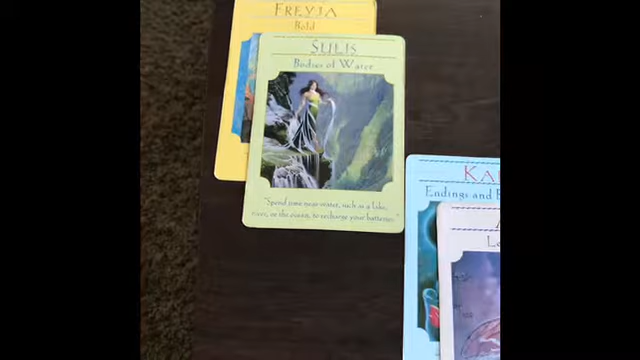 FREYJA
Bold
SULIS
Bodies of Water
"Spend time near water, such as a lake,
river, or the ocean, to recharge your batteries."
KA
Endings and